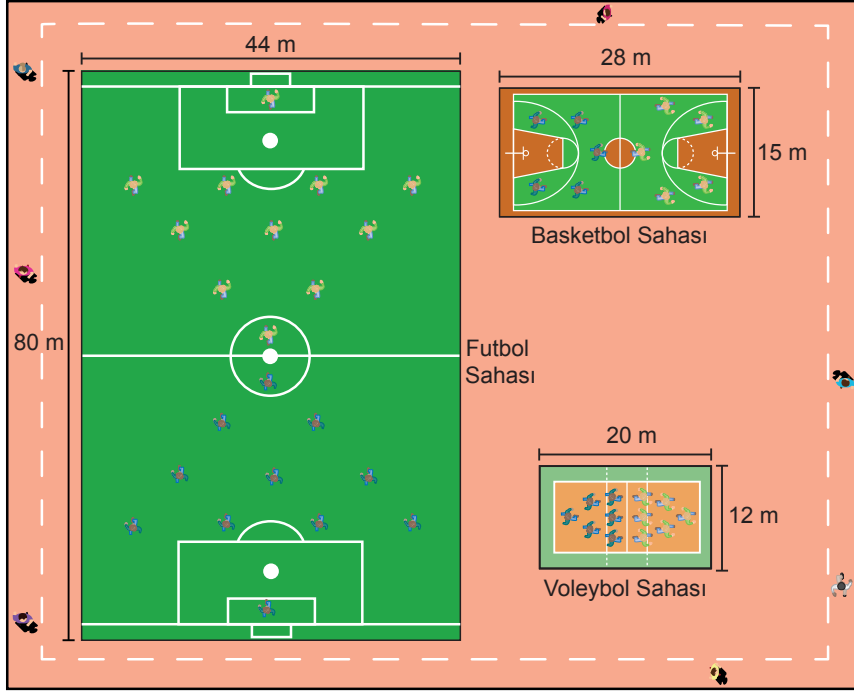 44 m
28 m
15 m
Basketbol Sahası
80 m
Futbol
Sahası
20 m
12 m
Voleybol Sahası